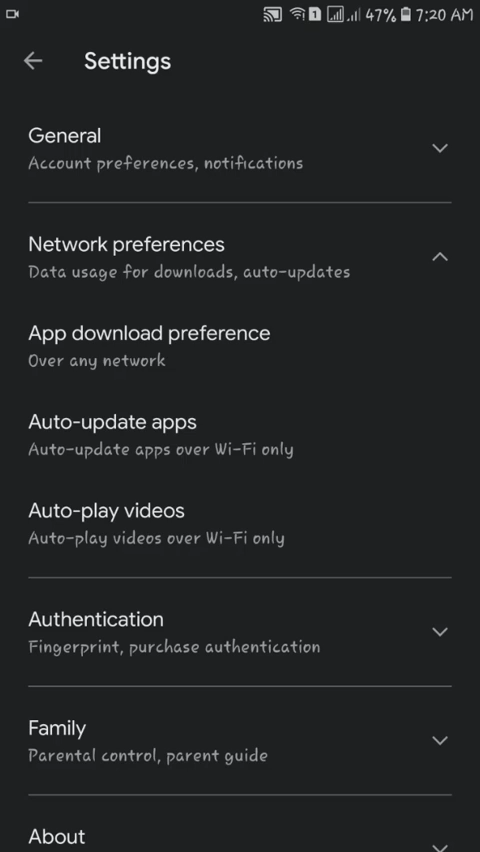 1 47% 7:20 AM
Settings
General
Account preferences, notifications
Network preferences
Data usage for downloads, auto-updates
App download preference
Over any network
Auto-update apps
Auto-update apps over Wi-Fi only
Auto-play videos
Auto-play videos over Wi-Fi only
Authentication
Fingerprint, purchase authentication
Family
Parental control, parent guide
About